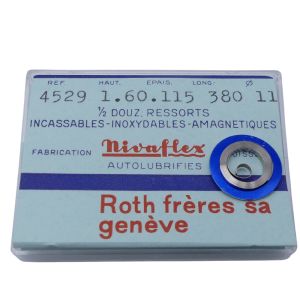 REF HAUT. EPAIS. LONG. Ø
4529 1.60.115 380 11
½ DOUZ. RESSORTS
INCASSABLES-INOXYDABLES-AMAGNETIQUES
FABRICATION Nivaflex
AUTOLUBRIFIES
Roth frères sa
genève